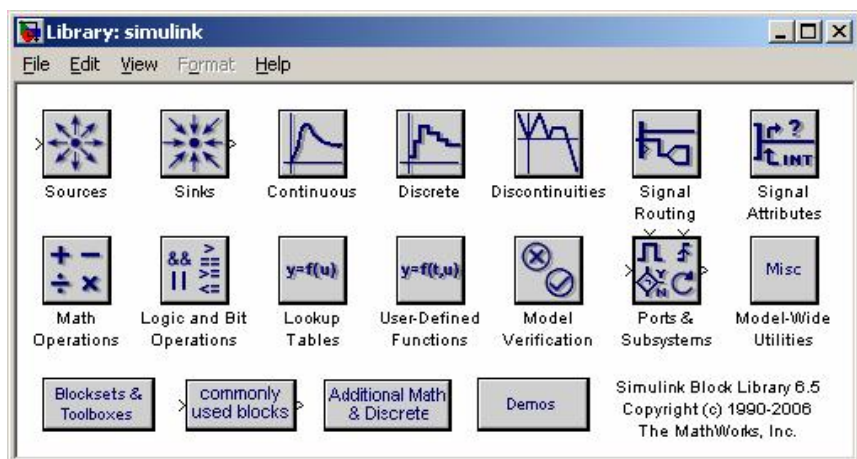 Library: simulink
File Edit View Format Help
Sources
Sinks
Continuous
Discrete
Discontinuities
Signal
Routing
? INT
Signal
Attributes
+ −
÷ ×
Math
Operations
&& >
|| ==
>=
<=
Logic and Bit
Operations
y=f(u)
Lookup
Tables
y=f(t,u)
User-Defined
Functions
Model
Verification
Y
N
Ports &
Subsystems
Misc
Model-Wide
Utilities
Blocksets &
Toolboxes
commonly
used blocks
Additional Math
& Discrete
Demos
Simulink Block Library 6.5
Copyright (c) 1990-2006
The MathWorks, Inc.